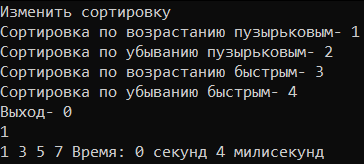 Изменить сортировку
Сортировка по возрастанию пузырьковым- 1
Сортировка по убыванию пузырьковым- 2
Сортировка по возрастанию быстрым- 3
Сортировка по убыванию быстрым- 4
Выход- 0
1
1 3 5 7 Время: 0 секунд 4 милисекунд